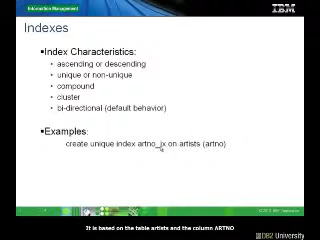 Information Management
IBM
Indexes
▪Index Characteristics:
• ascending or descending
• unique or non-unique
• compound
• cluster
• bi-directional (default behavior)
▪Examples:
create unique index artno_ix on artists (artno)
It is based on the table artists and the column ARTNO
DB2 University